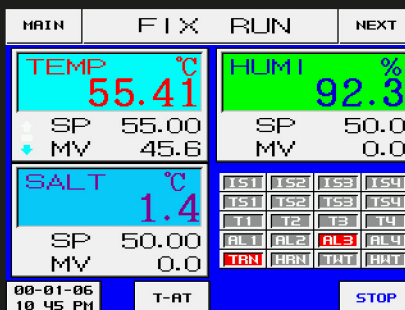 MAIN FIX RUN NEXT
TEMP ℃
55.41
SP 55.00
MV 45.6
HUMI %
92.3
SP 50.0
MV 0.0
SALT ℃
1.4
SP 50.00
MV 0.0
IS1 IS2 IS3 IS4
TS1 TS2 TS3 TS4
T1 T2 T3 T4
AL1 AL2 AL3 AL4
TRN HRN TWT HWT
00-01-06
10 45 PM
T-AT
STOP